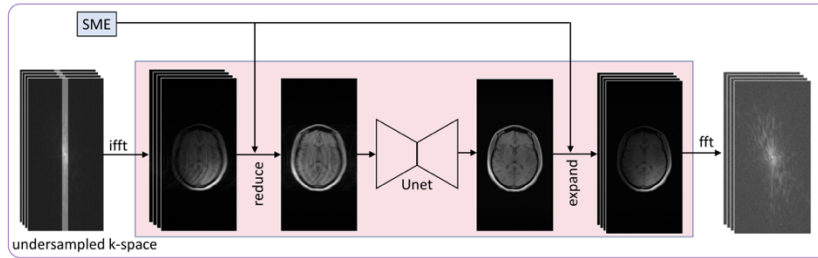 SME
ifft
reduce
Unet
expand
fft
undersampled k-space